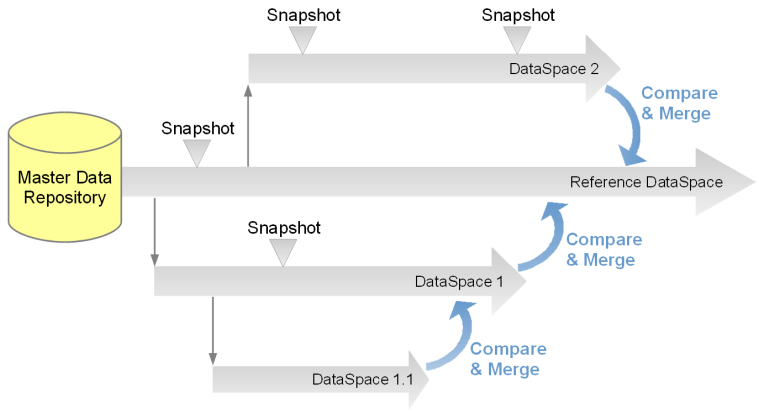 Snapshot
Snapshot
DataSpace 2
Compare
& Merge
Snapshot
Master Data
Repository
Reference DataSpace
Snapshot
Compare
& Merge
DataSpace 1
Compare
& Merge
DataSpace 1.1